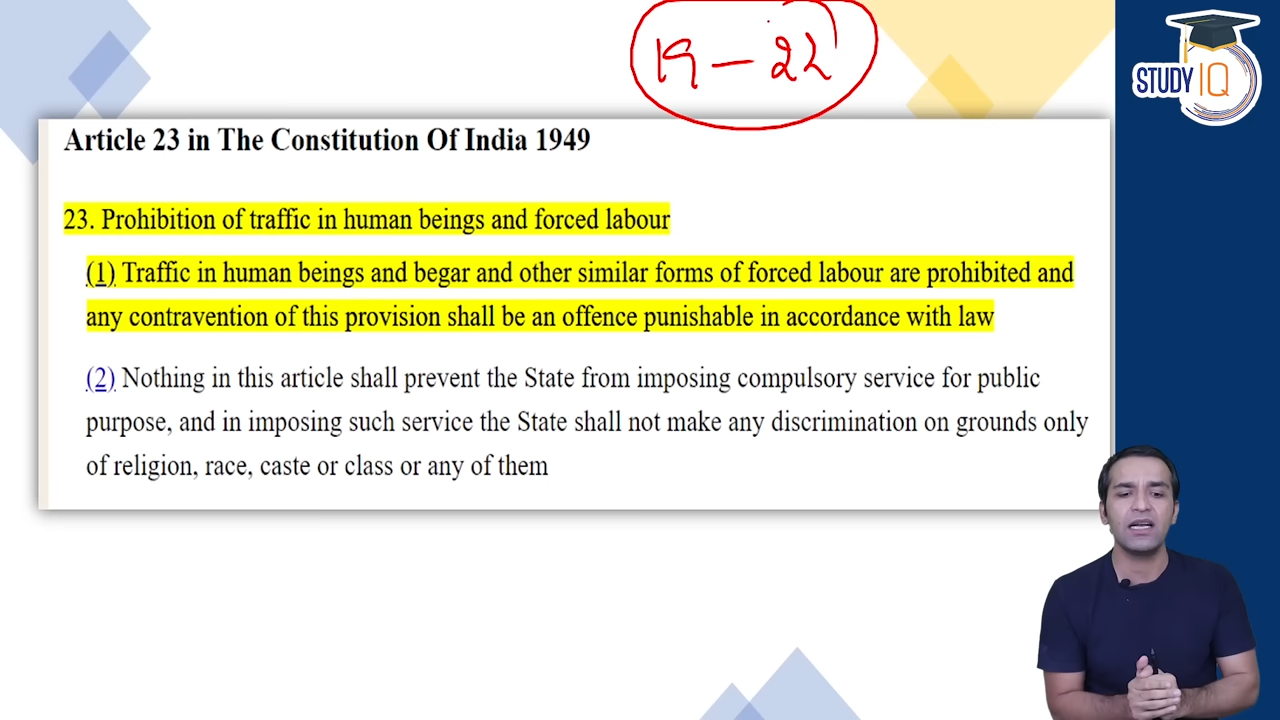 19 – 22
STUDY IQ
Article 23 in The Constitution Of India 1949
23. Prohibition of traffic in human beings and forced labour
(1) Traffic in human beings and begar and other similar forms of forced labour are prohibited and
any contravention of this provision shall be an offence punishable in accordance with law
(2) Nothing in this article shall prevent the State from imposing compulsory service for public
purpose, and in imposing such service the State shall not make any discrimination on grounds only
of religion, race, caste or class or any of them